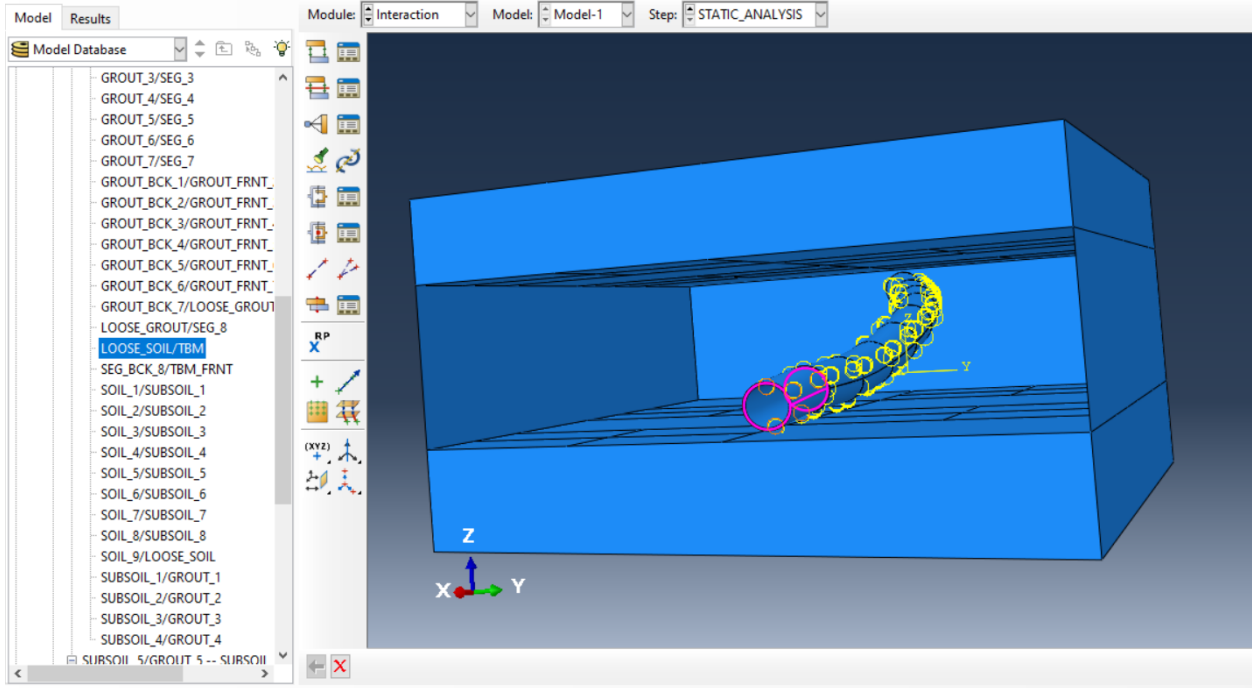 Model Results
Module: Interaction Model: Model-1 Step: STATIC_ANALYSIS
Model Database
GROUT_3/SEG_3
GROUT_4/SEG_4
GROUT_5/SEG_5
GROUT_6/SEG_6
GROUT_7/SEG_7
GROUT_BCK_1/GROUT_FRNT_
GROUT_BCK_2/GROUT_FRNT_
GROUT_BCK_3/GROUT_FRNT_
GROUT_BCK_4/GROUT_FRNT_
GROUT_BCK_5/GROUT_FRNT_
GROUT_BCK_6/GROUT_FRNT_
GROUT_BCK_7/LOOSE_GROUT
LOOSE_GROUT/SEG_8
LOOSE_SOIL/TBM
SEG_BCK_8/TBM_FRNT
SOIL_1/SUBSOIL_1
SOIL_2/SUBSOIL_2
SOIL_3/SUBSOIL_3
SOIL_4/SUBSOIL_4
SOIL_5/SUBSOIL_5
SOIL_6/SUBSOIL_6
SOIL_7/SUBSOIL_7
SOIL_8/SUBSOIL_8
SOIL_9/LOOSE_SOIL
SUBSOIL_1/GROUT_1
SUBSOIL_2/GROUT_2
SUBSOIL_3/GROUT_3
SUBSOIL_4/GROUT_4
SUBSOIL_5/GROUT_5 -- SUBSOIL
RP
X
(XYZ)
Z
Y
Z
X
Y